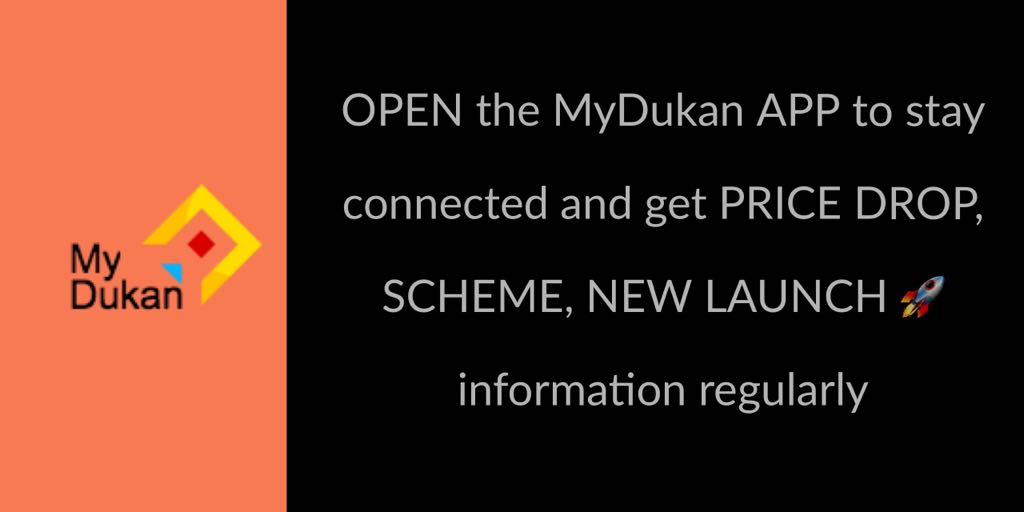 My
Dukan
OPEN the MyDukan APP to stay
connected and get PRICE DROP,
SCHEME, NEW LAUNCH 🚀
information regularly